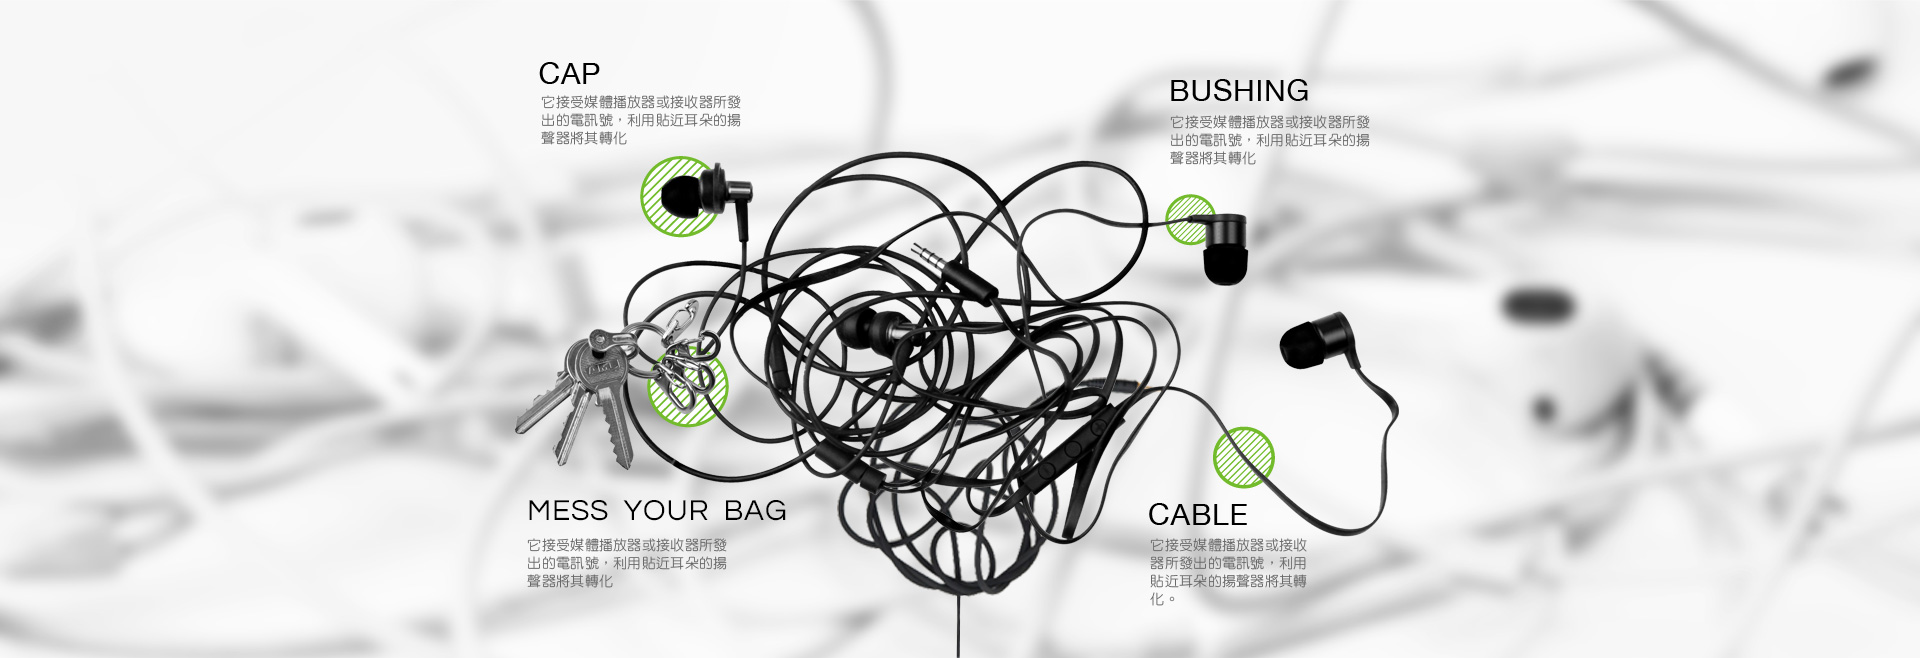 CAP
它接受媒體播放器或接收器所發
出的電訊號，利用貼近耳朵的揚
聲器將其轉化
BUSHING
它接受媒體播放器或接收器所發
出的電訊號，利用貼近耳朵的揚
聲器將其轉化
MESS YOUR BAG
它接受媒體播放器或接收器所發
出的電訊號，利用貼近耳朵的揚
聲器將其轉化
CABLE
它接受媒體播放器或接收
器所發出的電訊號，利用
貼近耳朵的揚聲器將其轉
化。